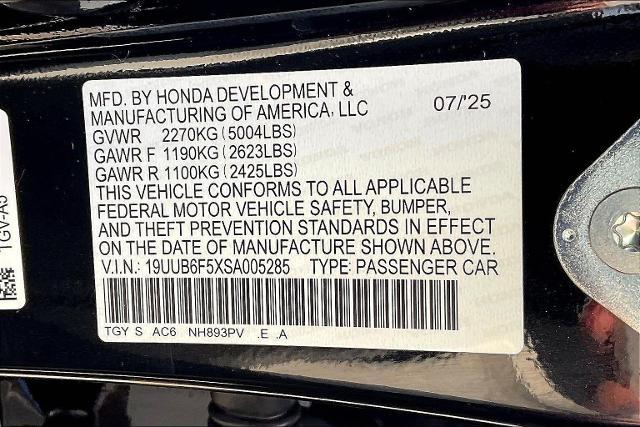 MFD. BY HONDA DEVELOPMENT &
MANUFACTURING OF AMERICA, LLC 07/'25
GVWR 2270KG(5004LBS)
GAWR F 1190KG(2623LBS)
GAWR R 1100KG(2425LBS)
THIS VEHICLE CONFORMS TO ALL APPLICABLE
FEDERAL MOTOR VEHICLE SAFETY, BUMPER,
AND THEFT PREVENTION STANDARDS IN EFFECT
ON THE DATE OF MANUFACTURE SHOWN ABOVE.
V.I.N.: 19UUB6F5XSA005285 TYPE: PASSENGER CAR
TGY S AC6 NH893PV .E .A
TGV-A5